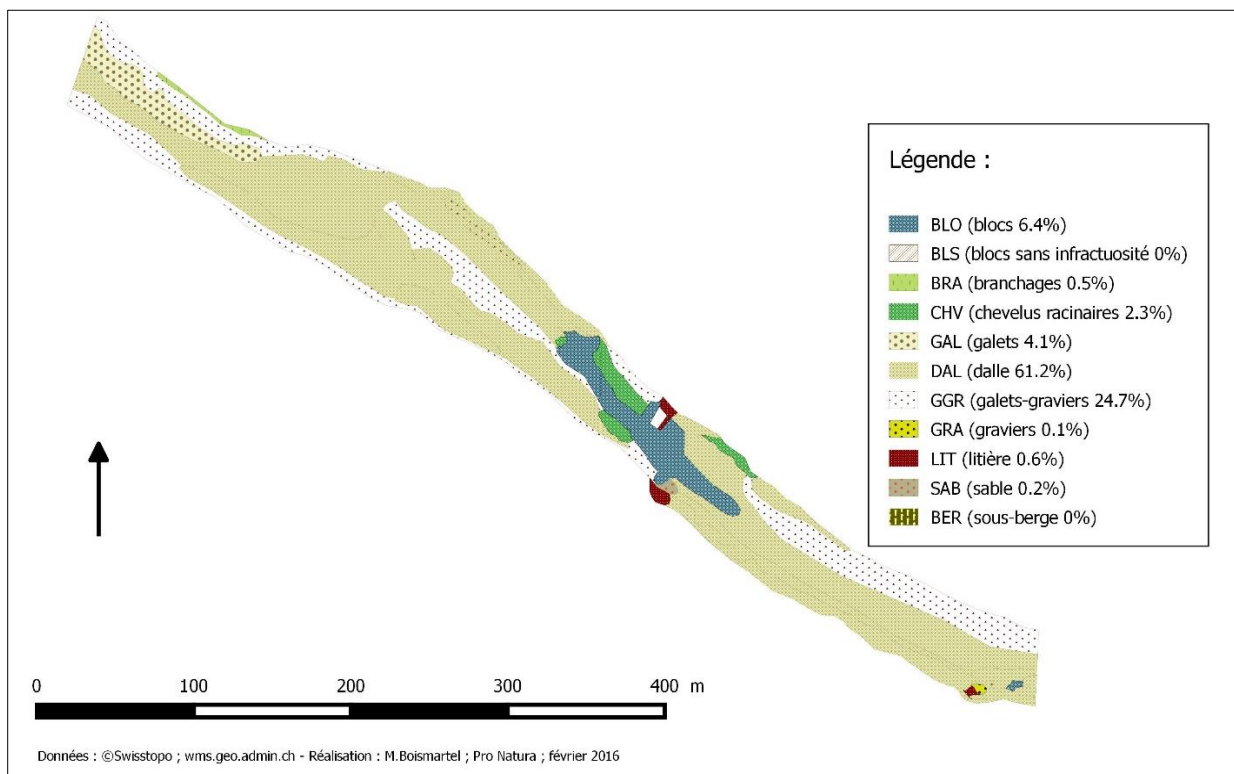 Légende :
BLO (blocs 6.4%)
BLS (blocs sans infractuosité 0%)
BRA (branchages 0.5%)
CHV (chevelus racinaires 2.3%)
GAL (galets 4.1%)
DAL (dalle 61.2%)
GGR (galets-graviers 24.7%)
GRA (graviers 0.1%)
LIT (litière 0.6%)
SAB (sable 0.2%)
BER (sous-berge 0%)
0 100 200 300 400 m
Données : ©Swisstopo ; wms.geo.admin.ch - Réalisation : M.Boismartel ; Pro Natura ; février 2016